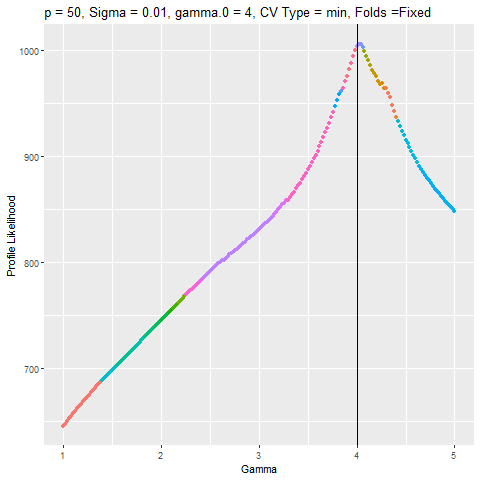 p = 50, Sigma = 0.01, gamma.0 = 4, CV Type = min, Folds =Fixed
Profile Likelihood
1000
900
800
700
1 2 3 4 5
Gamma